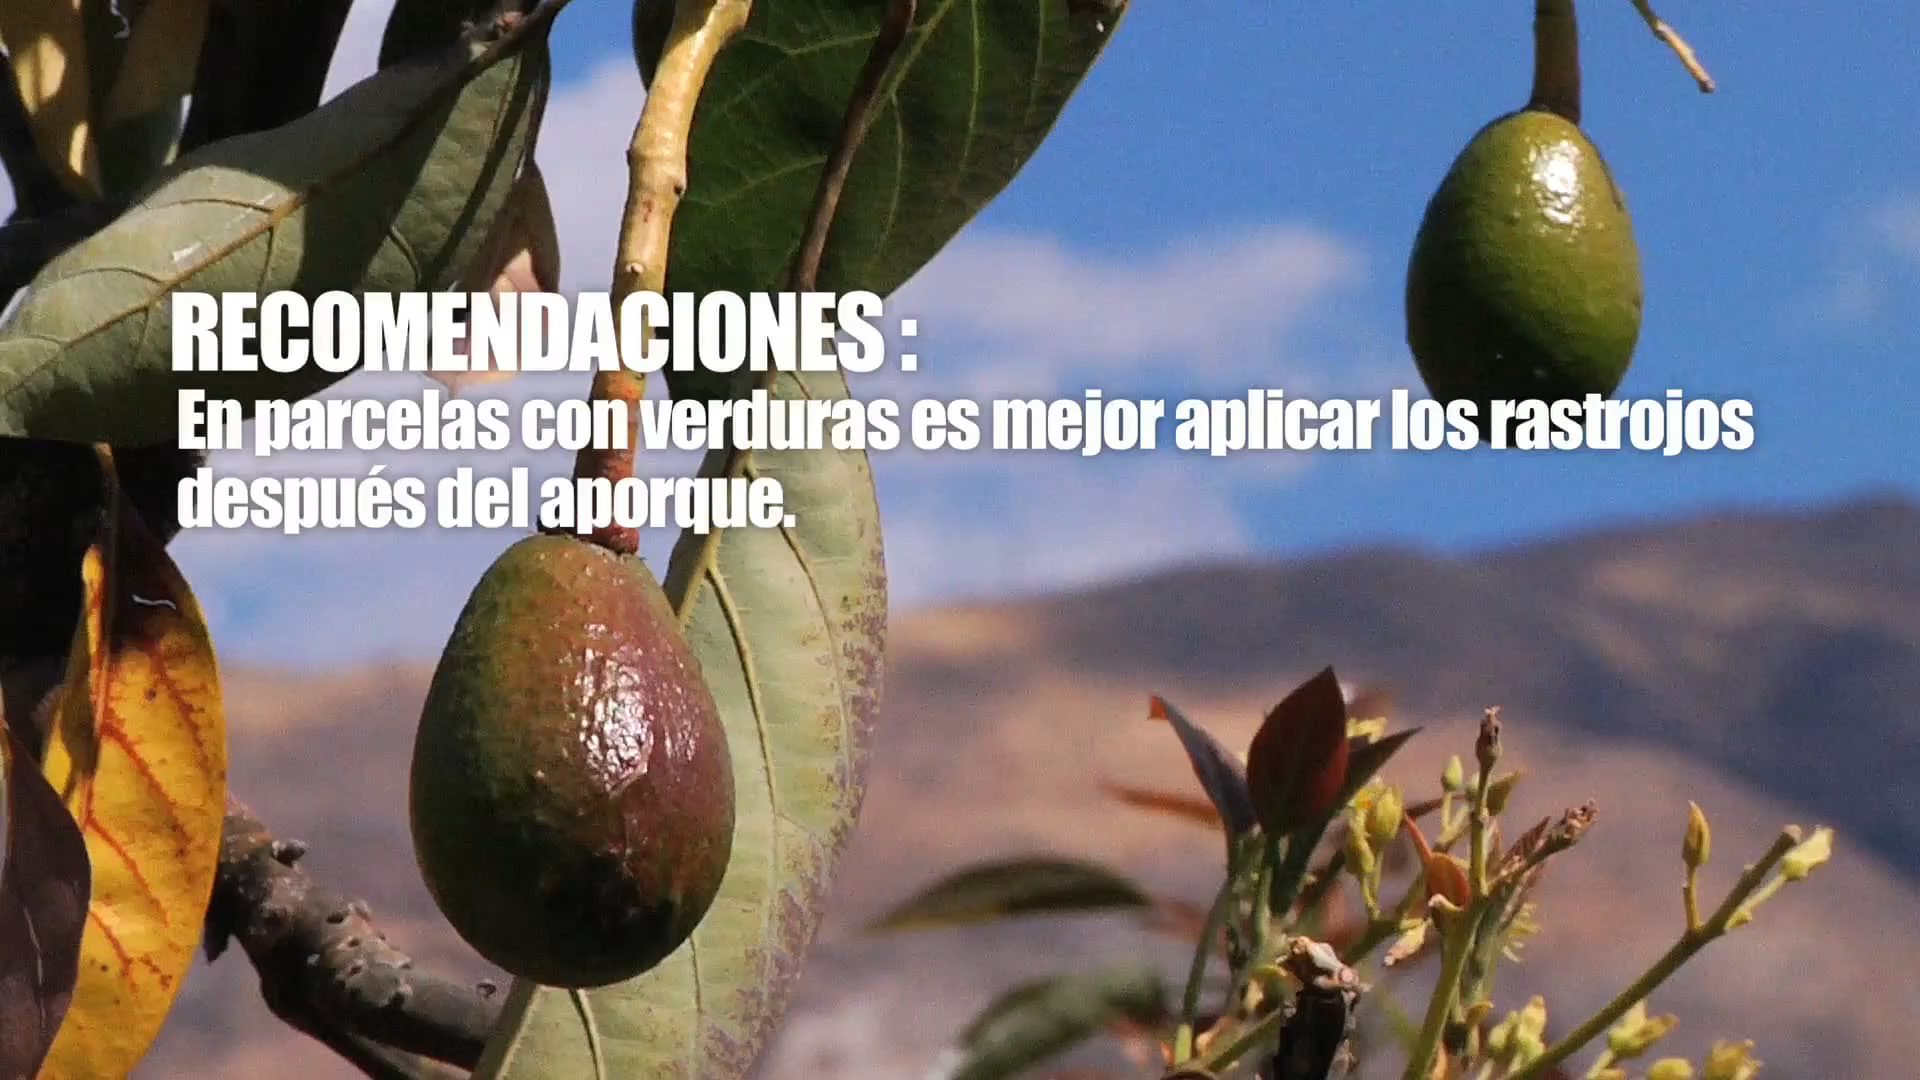 RECOMENDACIONES :
En parcelas con verduras es mejor aplicar los rastrojos
después del aporque.